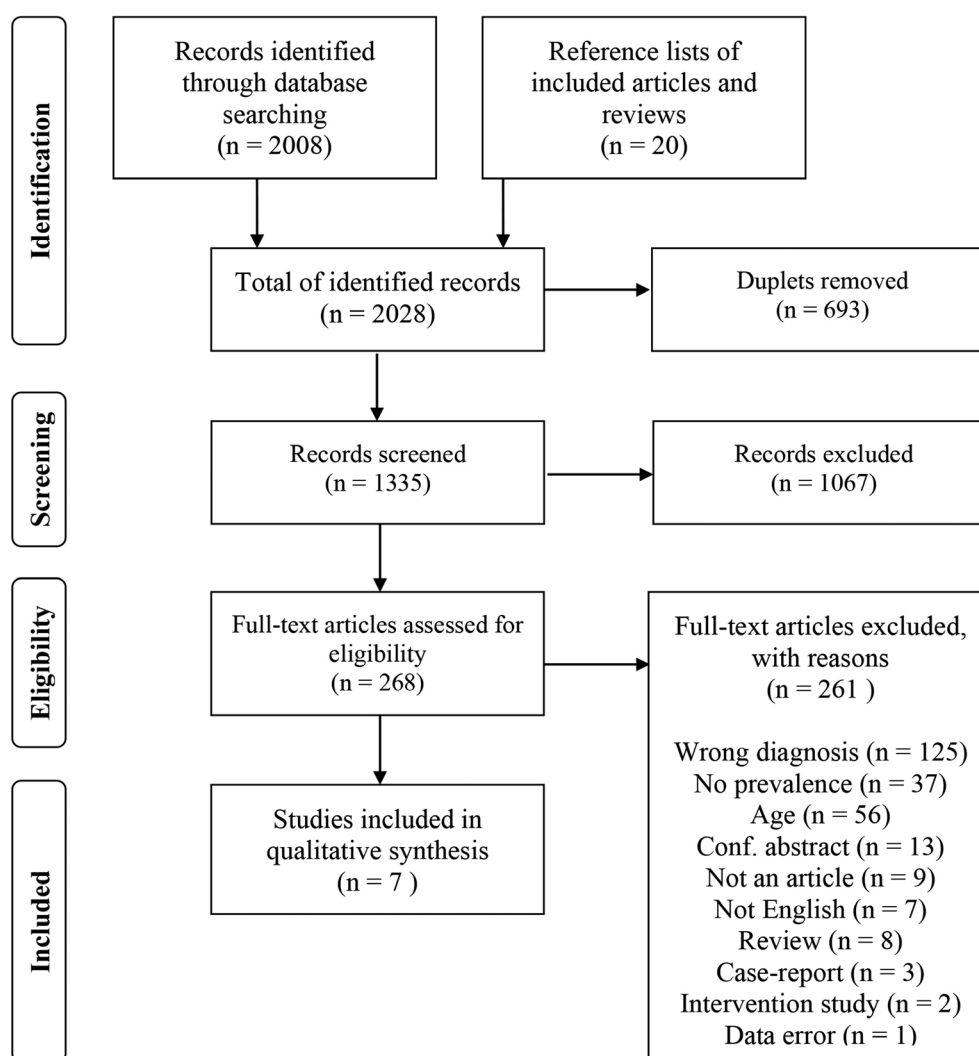 Identification
Records identified
through database
searching
(n = 2008)
Reference lists of
included articles and
reviews
(n = 20)
Total of identified records
(n = 2028)
Duplets removed
(n = 693)
Screening
Records screened
(n = 1335)
Records excluded
(n = 1067)
Eligibility
Full-text articles assessed for
eligibility
(n = 268)
Full-text articles excluded,
with reasons
(n = 261 )
Wrong diagnosis (n = 125)
No prevalence (n = 37)
Age (n = 56)
Conf. abstract (n = 13)
Not an article (n = 9)
Not English (n = 7)
Review (n = 8)
Case-report (n = 3)
Intervention study (n = 2)
Data error (n = 1)
Included
Studies included in
qualitative synthesis
(n = 7 )